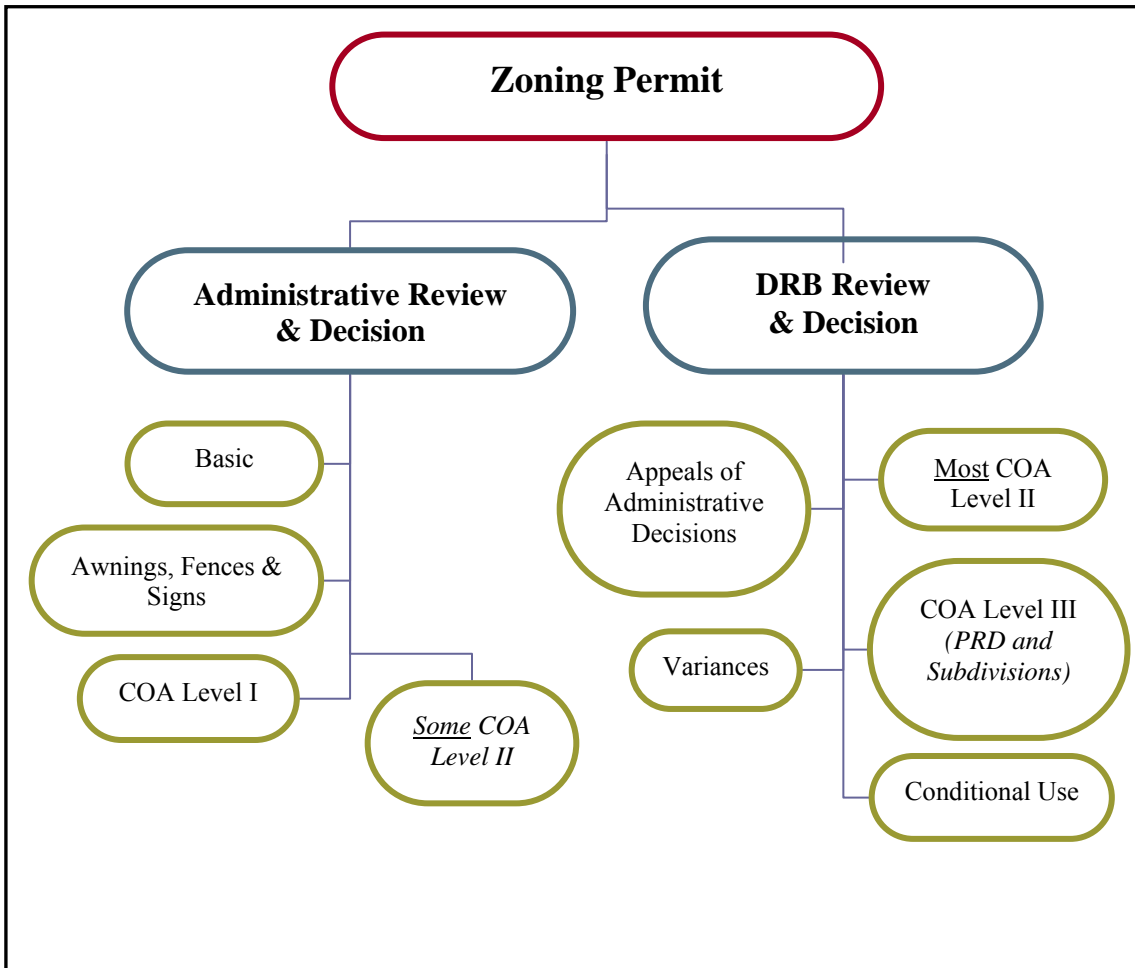 Zoning Permit
Administrative Review
& Decision
DRB Review
& Decision
Basic
Awnings, Fences &
Signs
COA Level I
Some COA
Level II
Appeals of
Administrative
Decisions
Variances
Most COA
Level II
COA Level III
(PRD and
Subdivisions)
Conditional Use